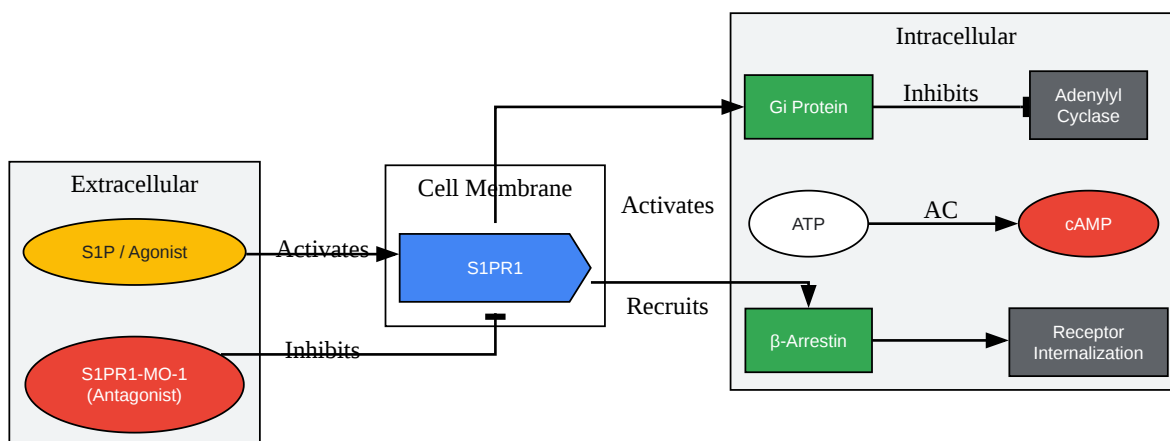 Extracellular
S1P / Agonist
S1PR1-MO-1
(Antagonist)
Activates
Inhibits
Cell Membrane
S1PR1
Activates
Recruits
Intracellular
Gi Protein
Inhibits
Adenylyl
Cyclase
ATP
AC
cAMP
β-Arrestin
Receptor
Internalization